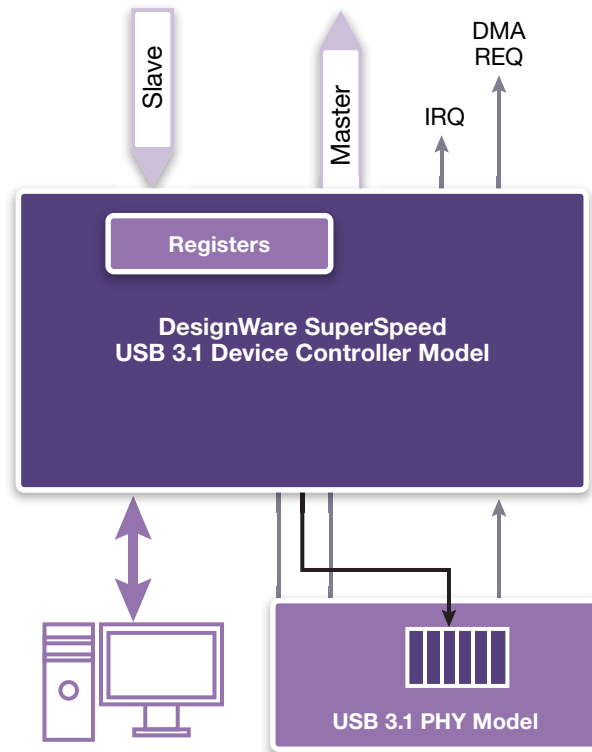 Slave
Master
IRQ
DMA
REQ
Registers
DesignWare SuperSpeed
USB 3.1 Device Controller Model
USB 3.1 PHY Model